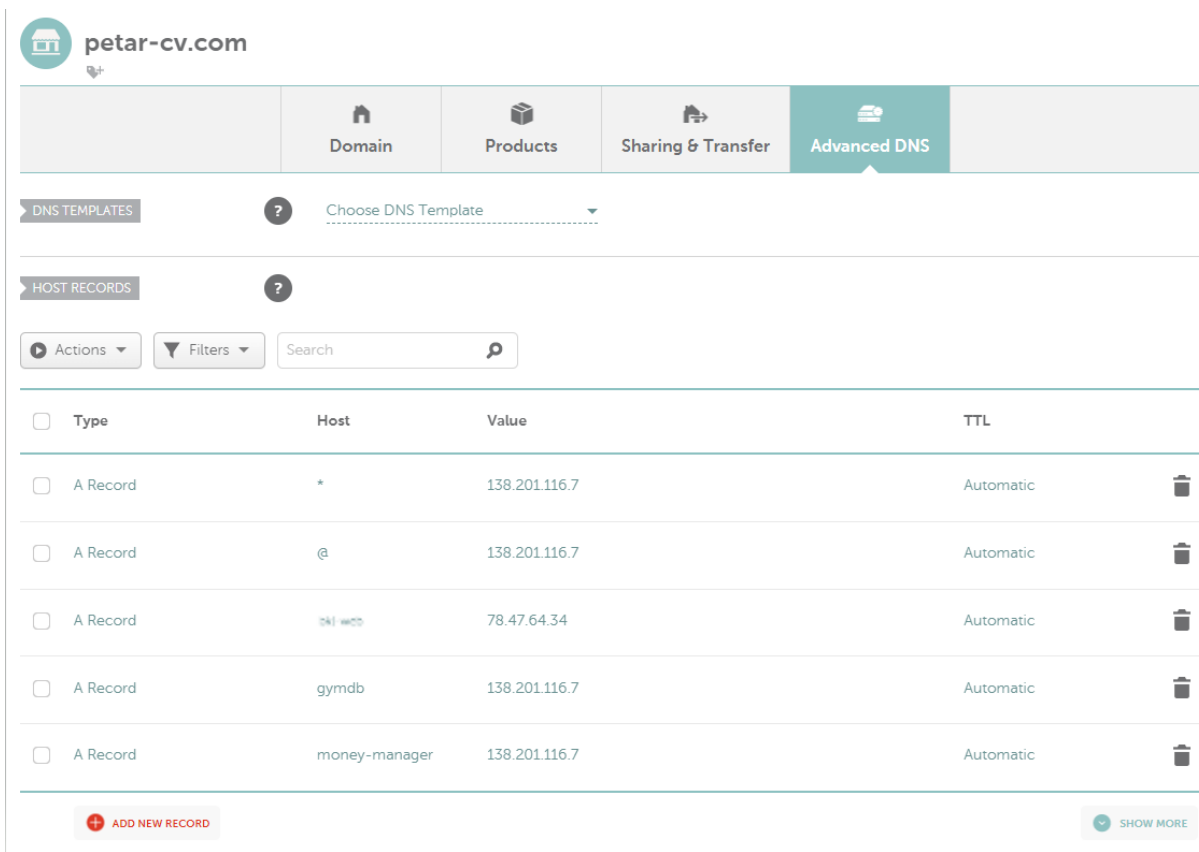 petar-cv.com
Domain
Products
Sharing & Transfer
Advanced DNS
DNS TEMPLATES ? Choose DNS Template
HOST RECORDS ?
Actions Filters Search
Type Host Value TTL
A Record * 138.201.116.7 Automatic
A Record @ 138.201.116.7 Automatic
A Record 78.47.64.34 Automatic
A Record gymdb 138.201.116.7 Automatic
A Record money-manager 138.201.116.7 Automatic
ADD NEW RECORD SHOW MORE